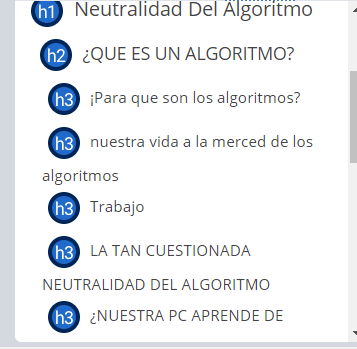 h1 Neutralidad Del Algoritmo
h2 ¿QUE ES UN ALGORITMO?
h3 ¡Para que son los algoritmos?
h3 nuestra vida a la merced de los
algoritmos
h3 Trabajo
h3 LA TAN CUESTIONADA
NEUTRALIDAD DEL ALGORITMO
h3 ¿NUESTRA PC APRENDE DE